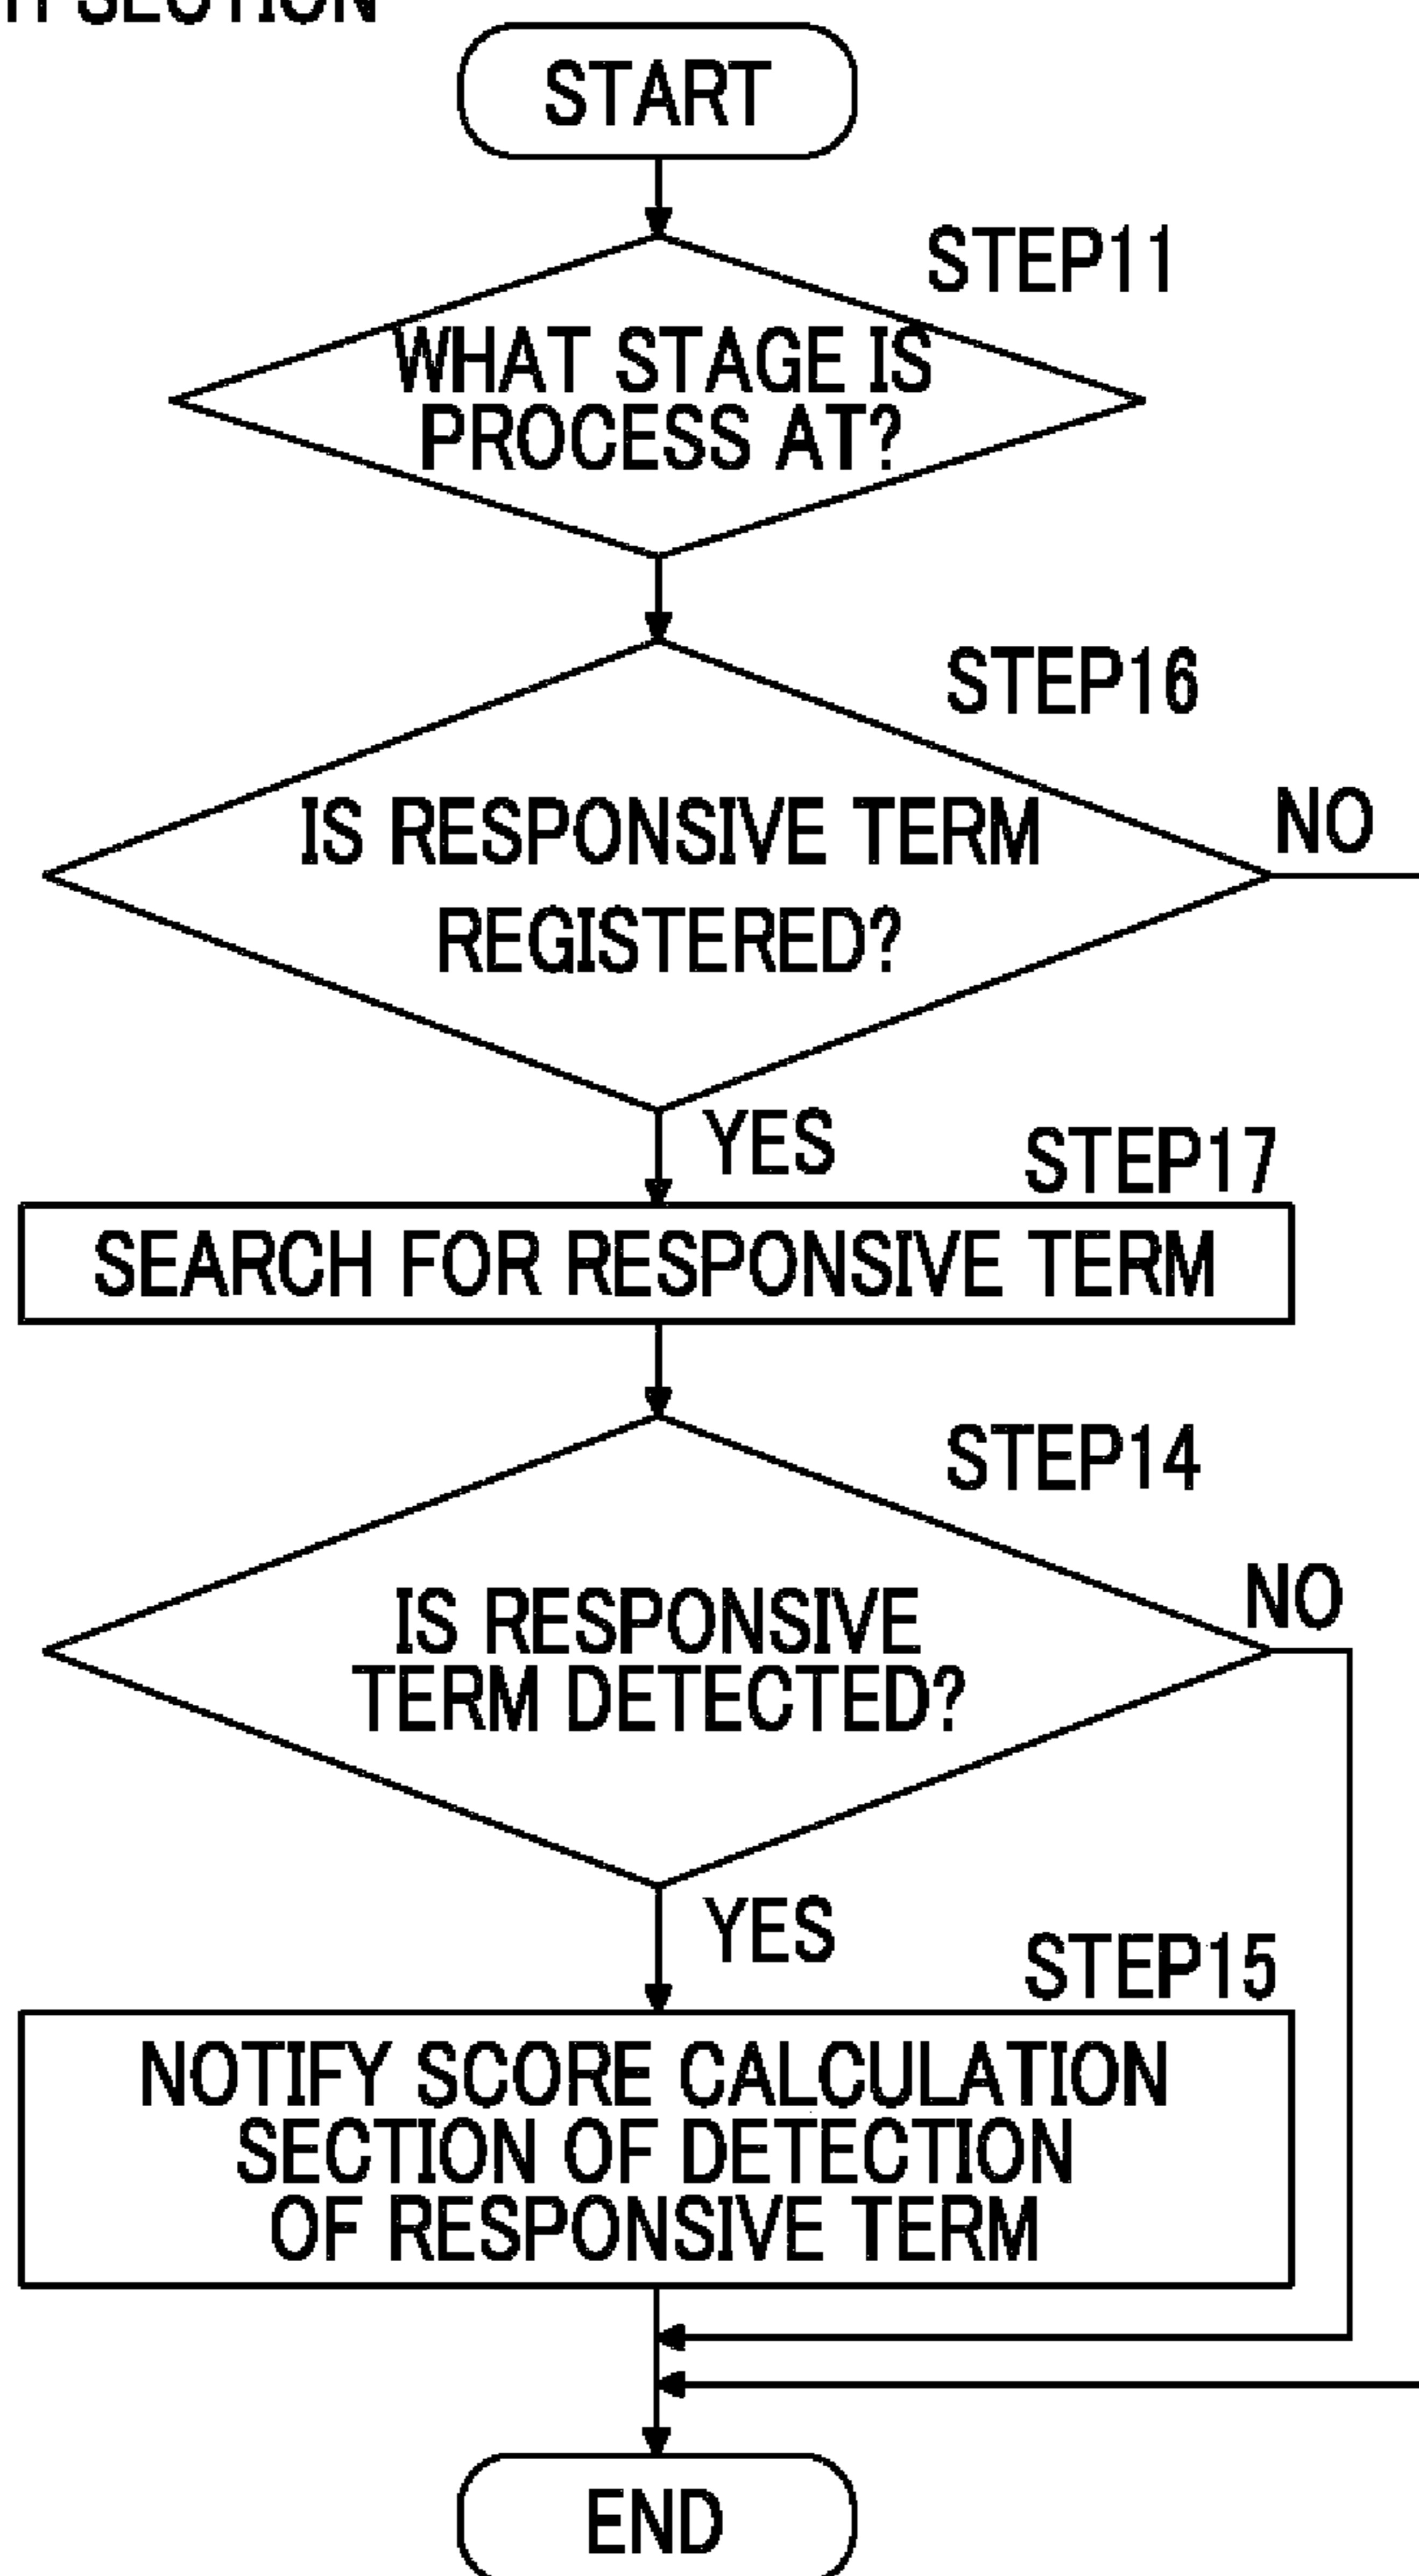 SECTION
START
STEP11
WHAT STAGE IS
PROCESS AT?
STEP16
IS RESPONSIVE TERM
REGISTERED?
NO
YES
STEP17
SEARCH FOR RESPONSIVE TERM
STEP14
IS RESPONSIVE
TERM DETECTED?
NO
YES
STEP15
NOTIFY SCORE CALCULATION
SECTION OF DETECTION
OF RESPONSIVE TERM
END